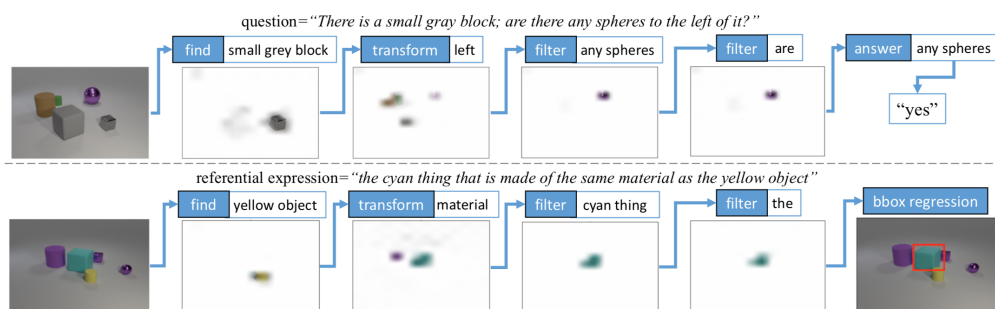 question=“There is a small gray block; are there any spheres to the left of it?”
find small grey block
transform left
filter any spheres
filter are
answer any spheres
“yes”
referential expression=“the cyan thing that is made of the same material as the yellow object”
find yellow object
transform material
filter cyan thing
filter the
bbox regression